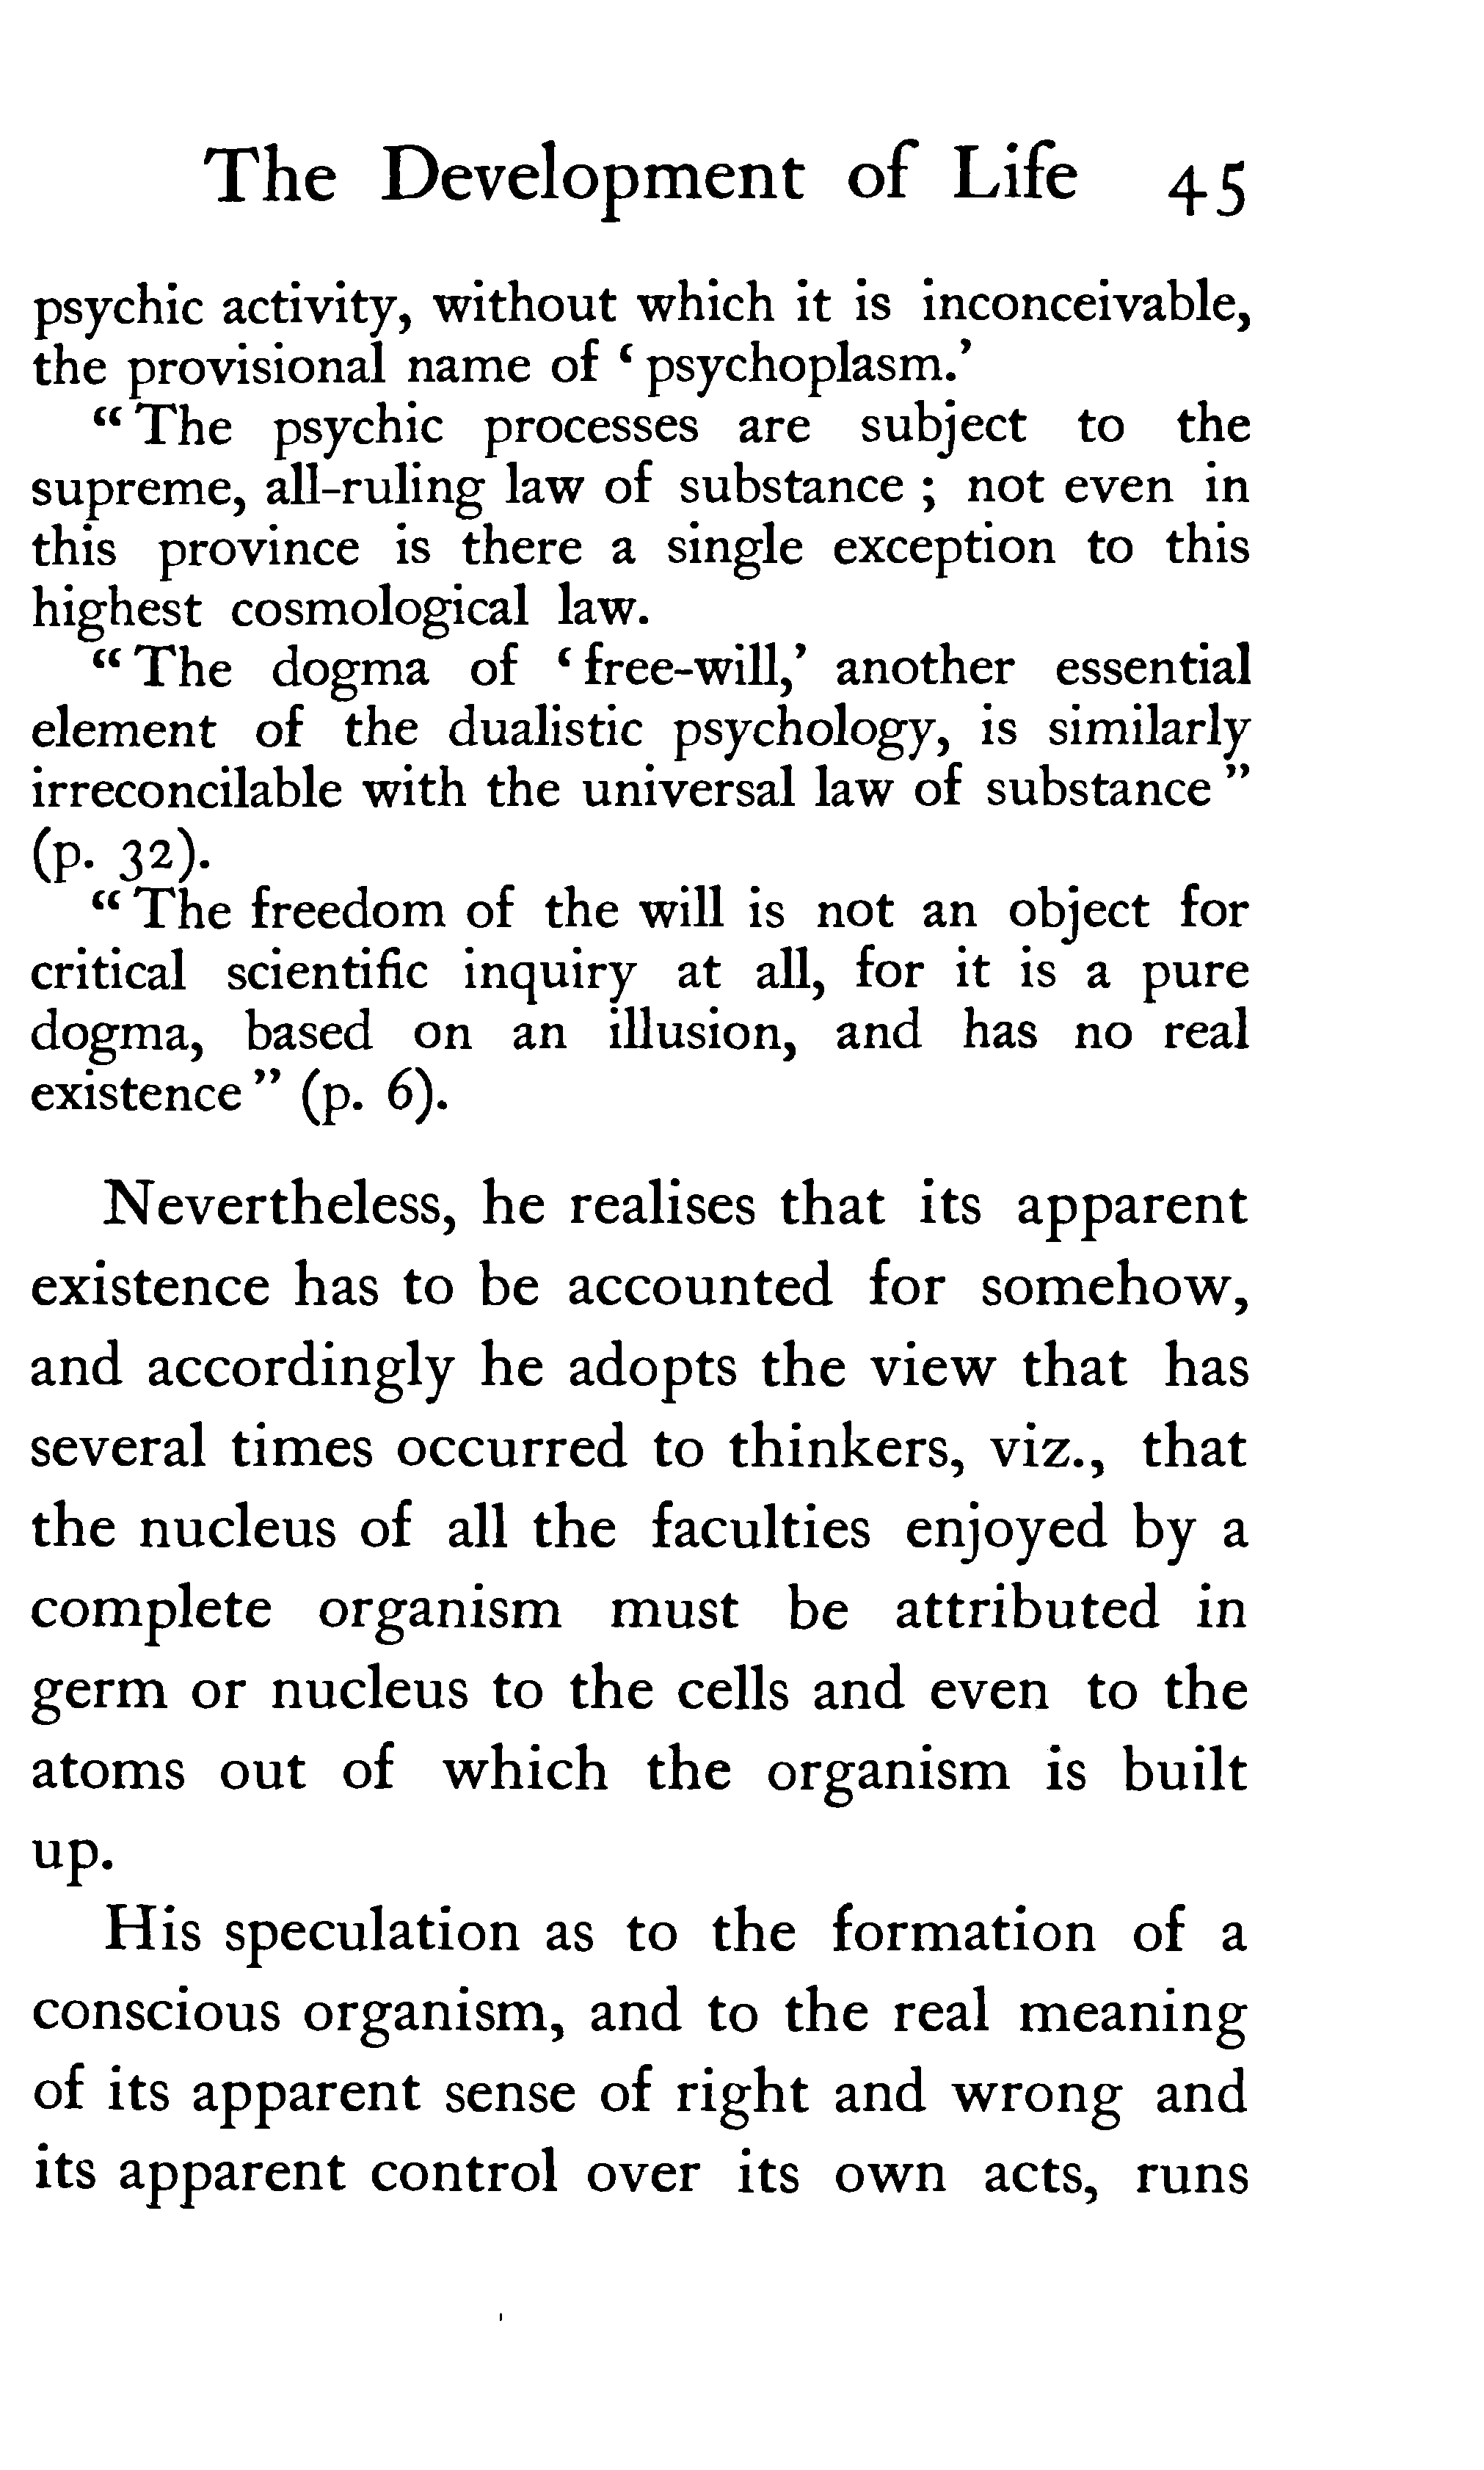 The Development of Life 45
psychic activity, without which it is inconceivable,
the provisional name of ‘ psychoplasm.’
“ The psychic processes are subject to the
supreme, all-ruling law of substance ; not even in
this province is there a single exception to this
highest cosmological law.
“ The dogma of ‘ free-will,’ another essential
element of the dualistic psychology, is similarly
irreconcilable with the universal law of substance ”
(p. 32).
“ The freedom of the will is not an object for
critical scientific inquiry at all, for it is a pure
dogma, based on an illusion, and has no real
existence ” (p. 6).
Nevertheless, he realises that its apparent
existence has to be accounted for somehow,
and accordingly he adopts the view that has
several times occurred to thinkers, viz., that
the nucleus of all the faculties enjoyed by a
complete organism must be attributed in
germ or nucleus to the cells and even to the
atoms out of which the organism is built
up.
His speculation as to the formation of a
conscious organism, and to the real meaning
of its apparent sense of right and wrong and
its apparent control over its own acts, runs